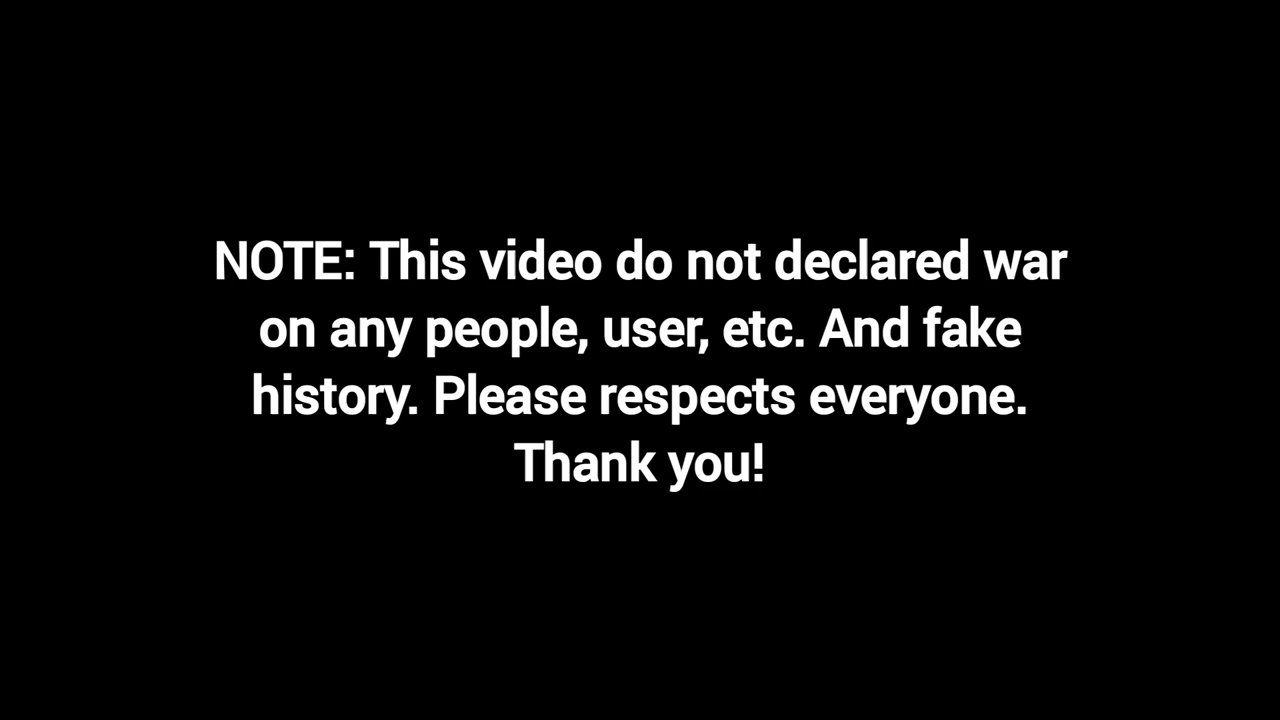 NOTE: This video do not declared war
on any people, user, etc. And fake
history. Please respects everyone.
Thank you!